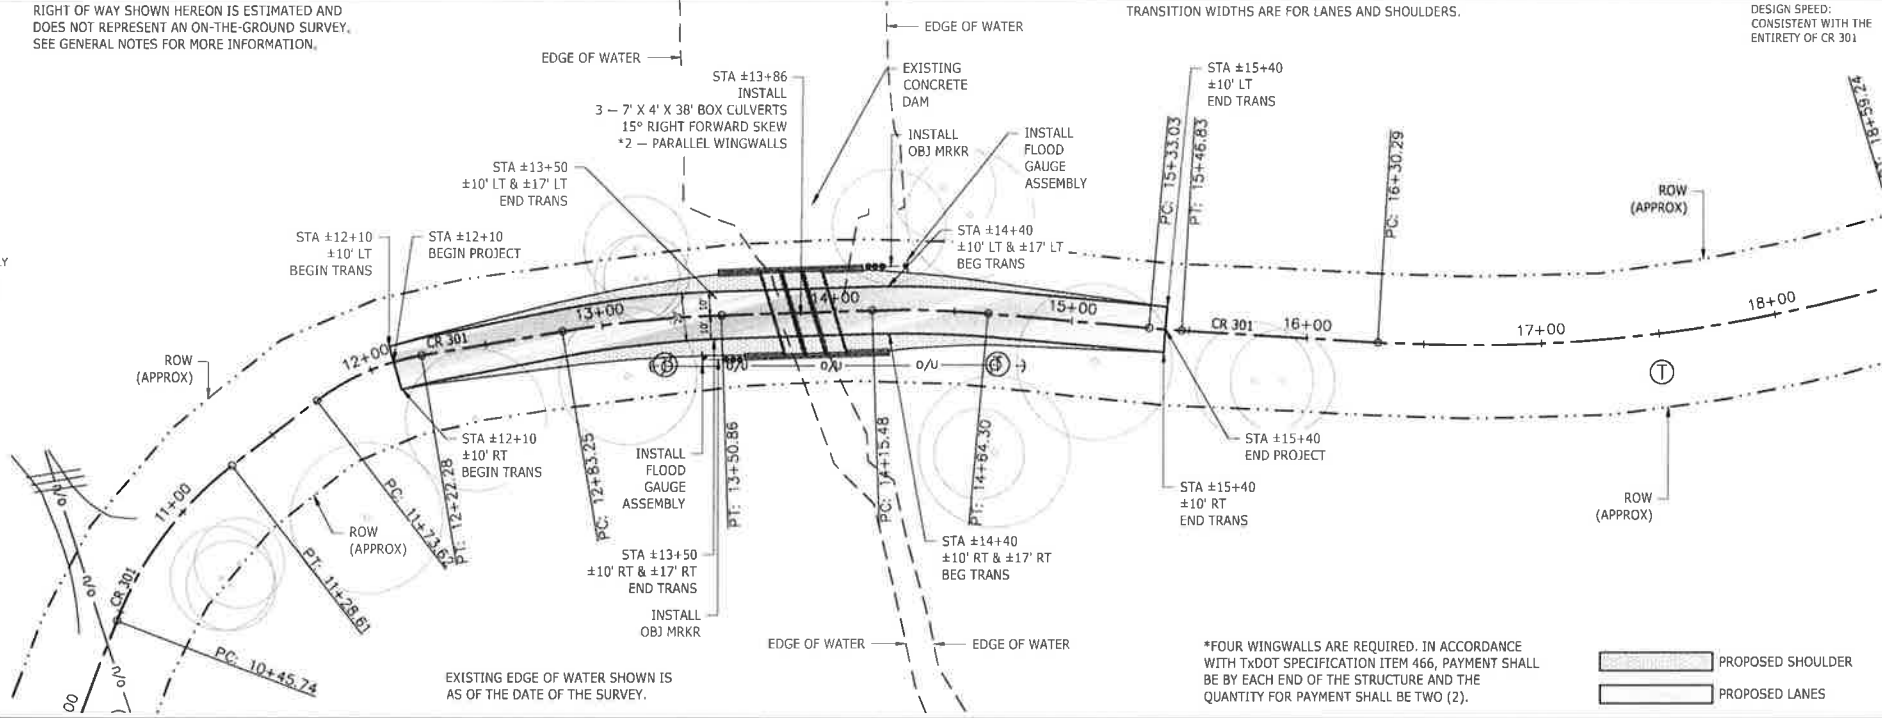 RIGHT OF WAY SHOWN HEREON IS ESTIMATED AND
DOES NOT REPRESENT AN ON-THE-GROUND SURVEY.
SEE GENERAL NOTES FOR MORE INFORMATION.
TRANSITION WIDTHS ARE FOR LANES AND SHOULDERS.
DESIGN SPEED:
CONSISTENT WITH THE
ENTIRETY OF CR 301
EDGE OF WATER
EDGE OF WATER
STA ±13+86
INSTALL
3 – 7' X 4' X 38' BOX CULVERTS
15° RIGHT FORWARD SKEW
*2 – PARALLEL WINGWALLS
EXISTING
CONCRETE
DAM
INSTALL
OBJ MRKR
INSTALL
FLOOD
GAUGE
ASSEMBLY
STA ±15+40
±10' LT
END TRANS
PC: 15+33.03
PT: 15+46.83
PC: 16+30.29
18+59.24
ROW
(APPROX)
STA ±13+50
±10' LT & ±17' LT
END TRANS
STA ±14+40
±10' LT & ±17' LT
BEG TRANS
STA ±12+10
±10' LT
BEGIN TRANS
STA ±12+10
BEGIN PROJECT
LY
ROW
(APPROX)
12+00
CR 301
13+00
10' 10'
14+00
15+00
CR 301
16+00
17+00
18+00
T
O/U
O/U
O/U
STA ±12+10
±10' RT
BEGIN TRANS
INSTALL
FLOOD
GAUGE
ASSEMBLY
STA ±15+40
END PROJECT
STA ±15+40
±10' RT
END TRANS
ROW
(APPROX)
11+00
CR 301
O/U
O/U
O/U
PC: 10+45.74
PT: 11+28.61
PC: 11+73.62
PT: 12+22.28
PC: 12+83.25
PT: 13+50.86
PC: 14+15.48
PT: 14+64.30
ROW
(APPROX)
STA ±13+50
±10' RT & ±17' RT
END TRANS
INSTALL
OBJ MRKR
STA ±14+40
±10' RT & ±17' RT
BEG TRANS
EDGE OF WATER
EDGE OF WATER
EXISTING EDGE OF WATER SHOWN IS
AS OF THE DATE OF THE SURVEY.
*FOUR WINGWALLS ARE REQUIRED. IN ACCORDANCE
WITH TxDOT SPECIFICATION ITEM 466, PAYMENT SHALL
BE BY EACH END OF THE STRUCTURE AND THE
QUANTITY FOR PAYMENT SHALL BE TWO (2).
PROPOSED SHOULDER
PROPOSED LANES
00